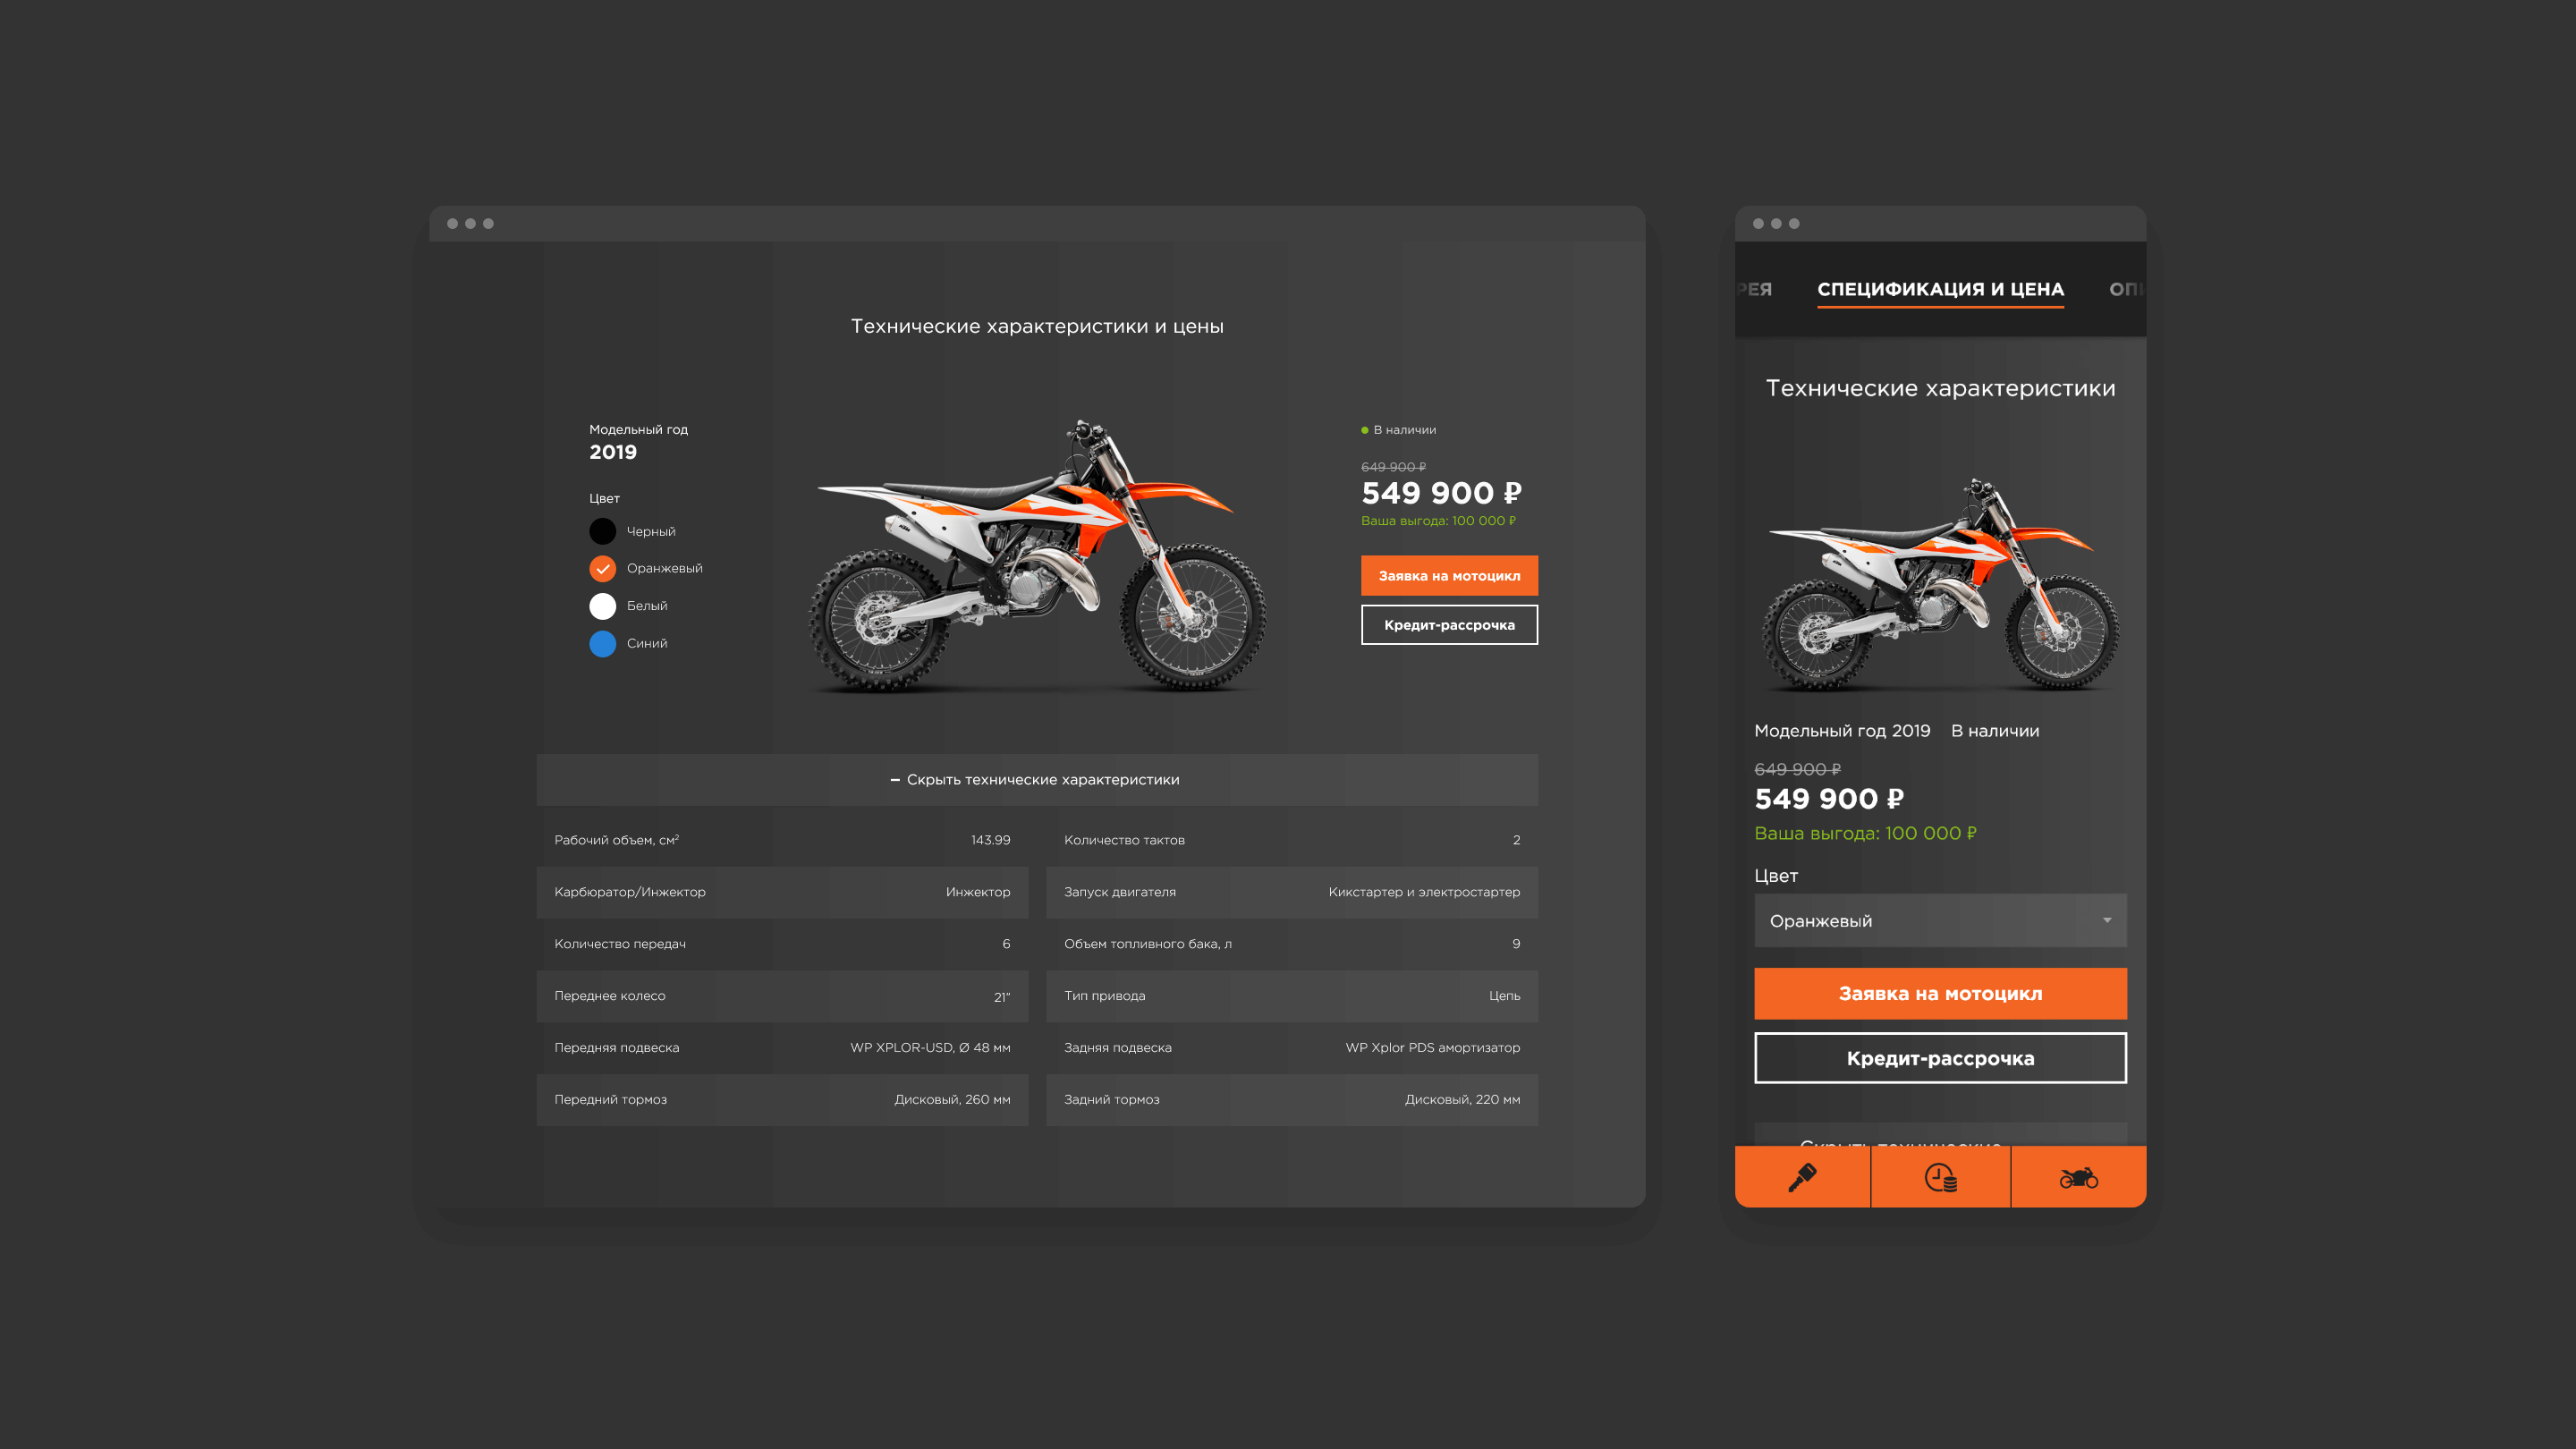 Технические характеристики и цены
Модельный год
2019
Цвет
Черный
Оранжевый
Белый
Синий
В наличии
649 900 ₽
549 900 ₽
Ваша выгода: 100 000 ₽
Заявка на мотоцикл
Кредит-рассрочка
– Скрыть технические характеристики
Рабочий объем, см² 143.99
Карбюратор/Инжектор Инжектор
Количество передач 6
Переднее колесо 21"
Передняя подвеска WP XPLOR-USD, Ø 48 мм
Передний тормоз Дисковый, 260 мм
Количество тактов 2
Запуск двигателя Кикстартер и электростартер
Объем топливного бака, л 9
Тип привода Цепь
Задняя подвеска WP Xplor PDS амортизатор
Задний тормоз Дисковый, 220 мм
РЕЯ СПЕЦИФИКАЦИЯ И ЦЕНА ОПИ
Технические характеристики
Модельный год 2019 В наличии
649 900 ₽
549 900 ₽
Ваша выгода: 100 000 ₽
Цвет
Оранжевый
Заявка на мотоцикл
Кредит-рассрочка
Скрыть технические